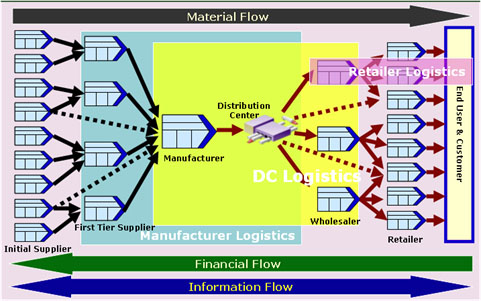 Material Flow
Retailer Logistics
Distribution
Center
Manufacturer
DC Logistics
End User & Customer
First Tier Supplier
Wholesaler
Manufacturer Logistics
Retailer
Initial Supplier
Financial Flow
Information Flow